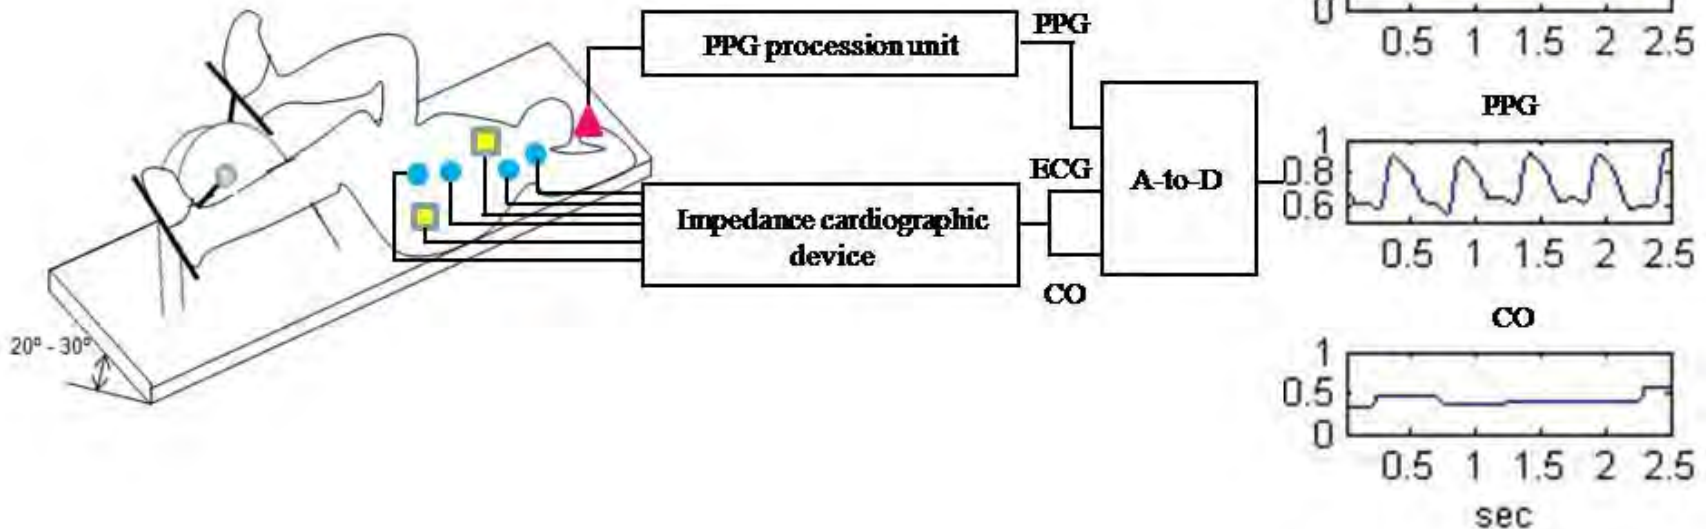 PPG procession unit
PPG
Impedance cardiographic
device
ECG
CO
A-to-D
20º - 30º
0
0.5 1 1.5 2 2.5
PPG
1
0.8
0.6
0.5 1 1.5 2 2.5
CO
1
0.5
0
0.5 1 1.5 2 2.5
sec